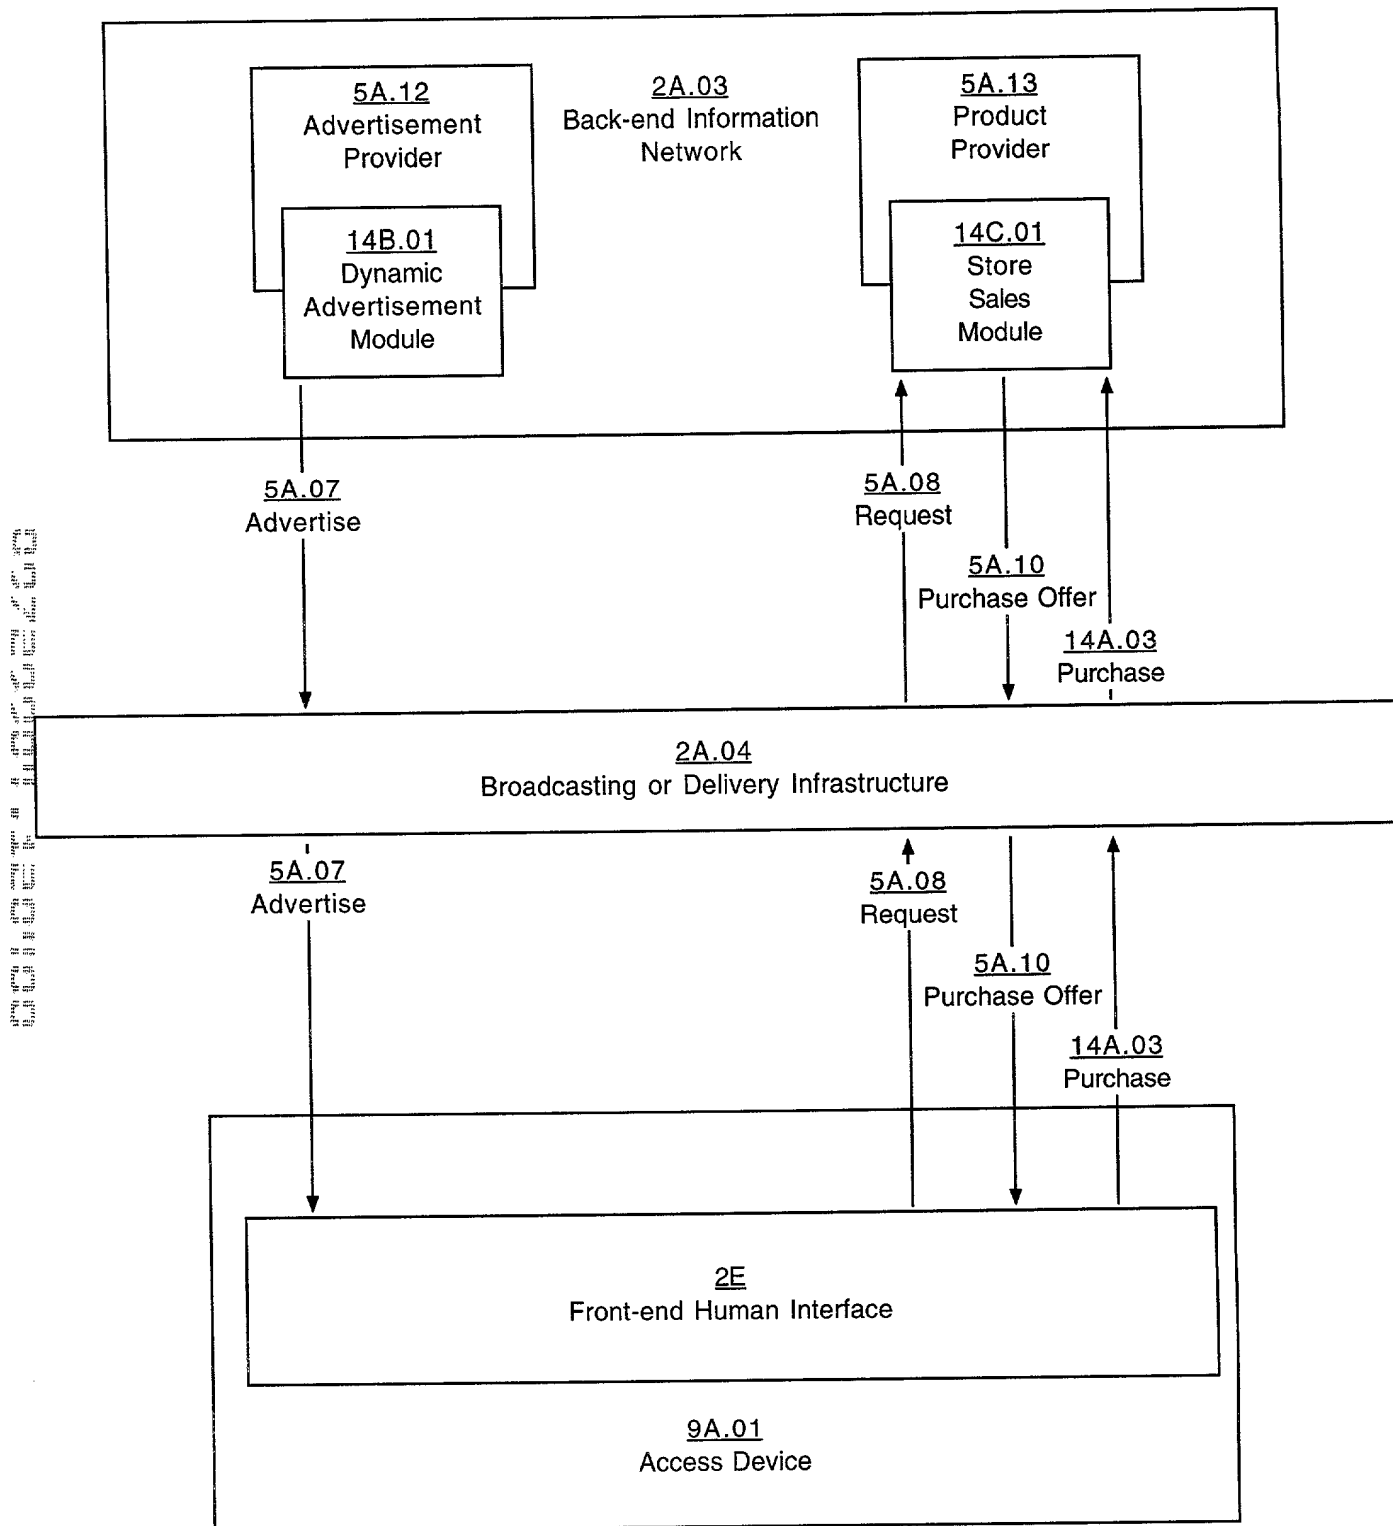 5A.12
Advertisement
Provider
2A.03
Back-end Information
Network
5A.13
Product
Provider
14B.01
Dynamic
Advertisement
Module
14C.01
Store
Sales
Module
5A.07
Advertise
5A.08
Request
5A.10
Purchase Offer
14A.03
Purchase
2A.04
Broadcasting or Delivery Infrastructure
5A.07
Advertise
5A.08
Request
5A.10
Purchase Offer
14A.03
Purchase
2E
Front-end Human Interface
9A.01
Access Device